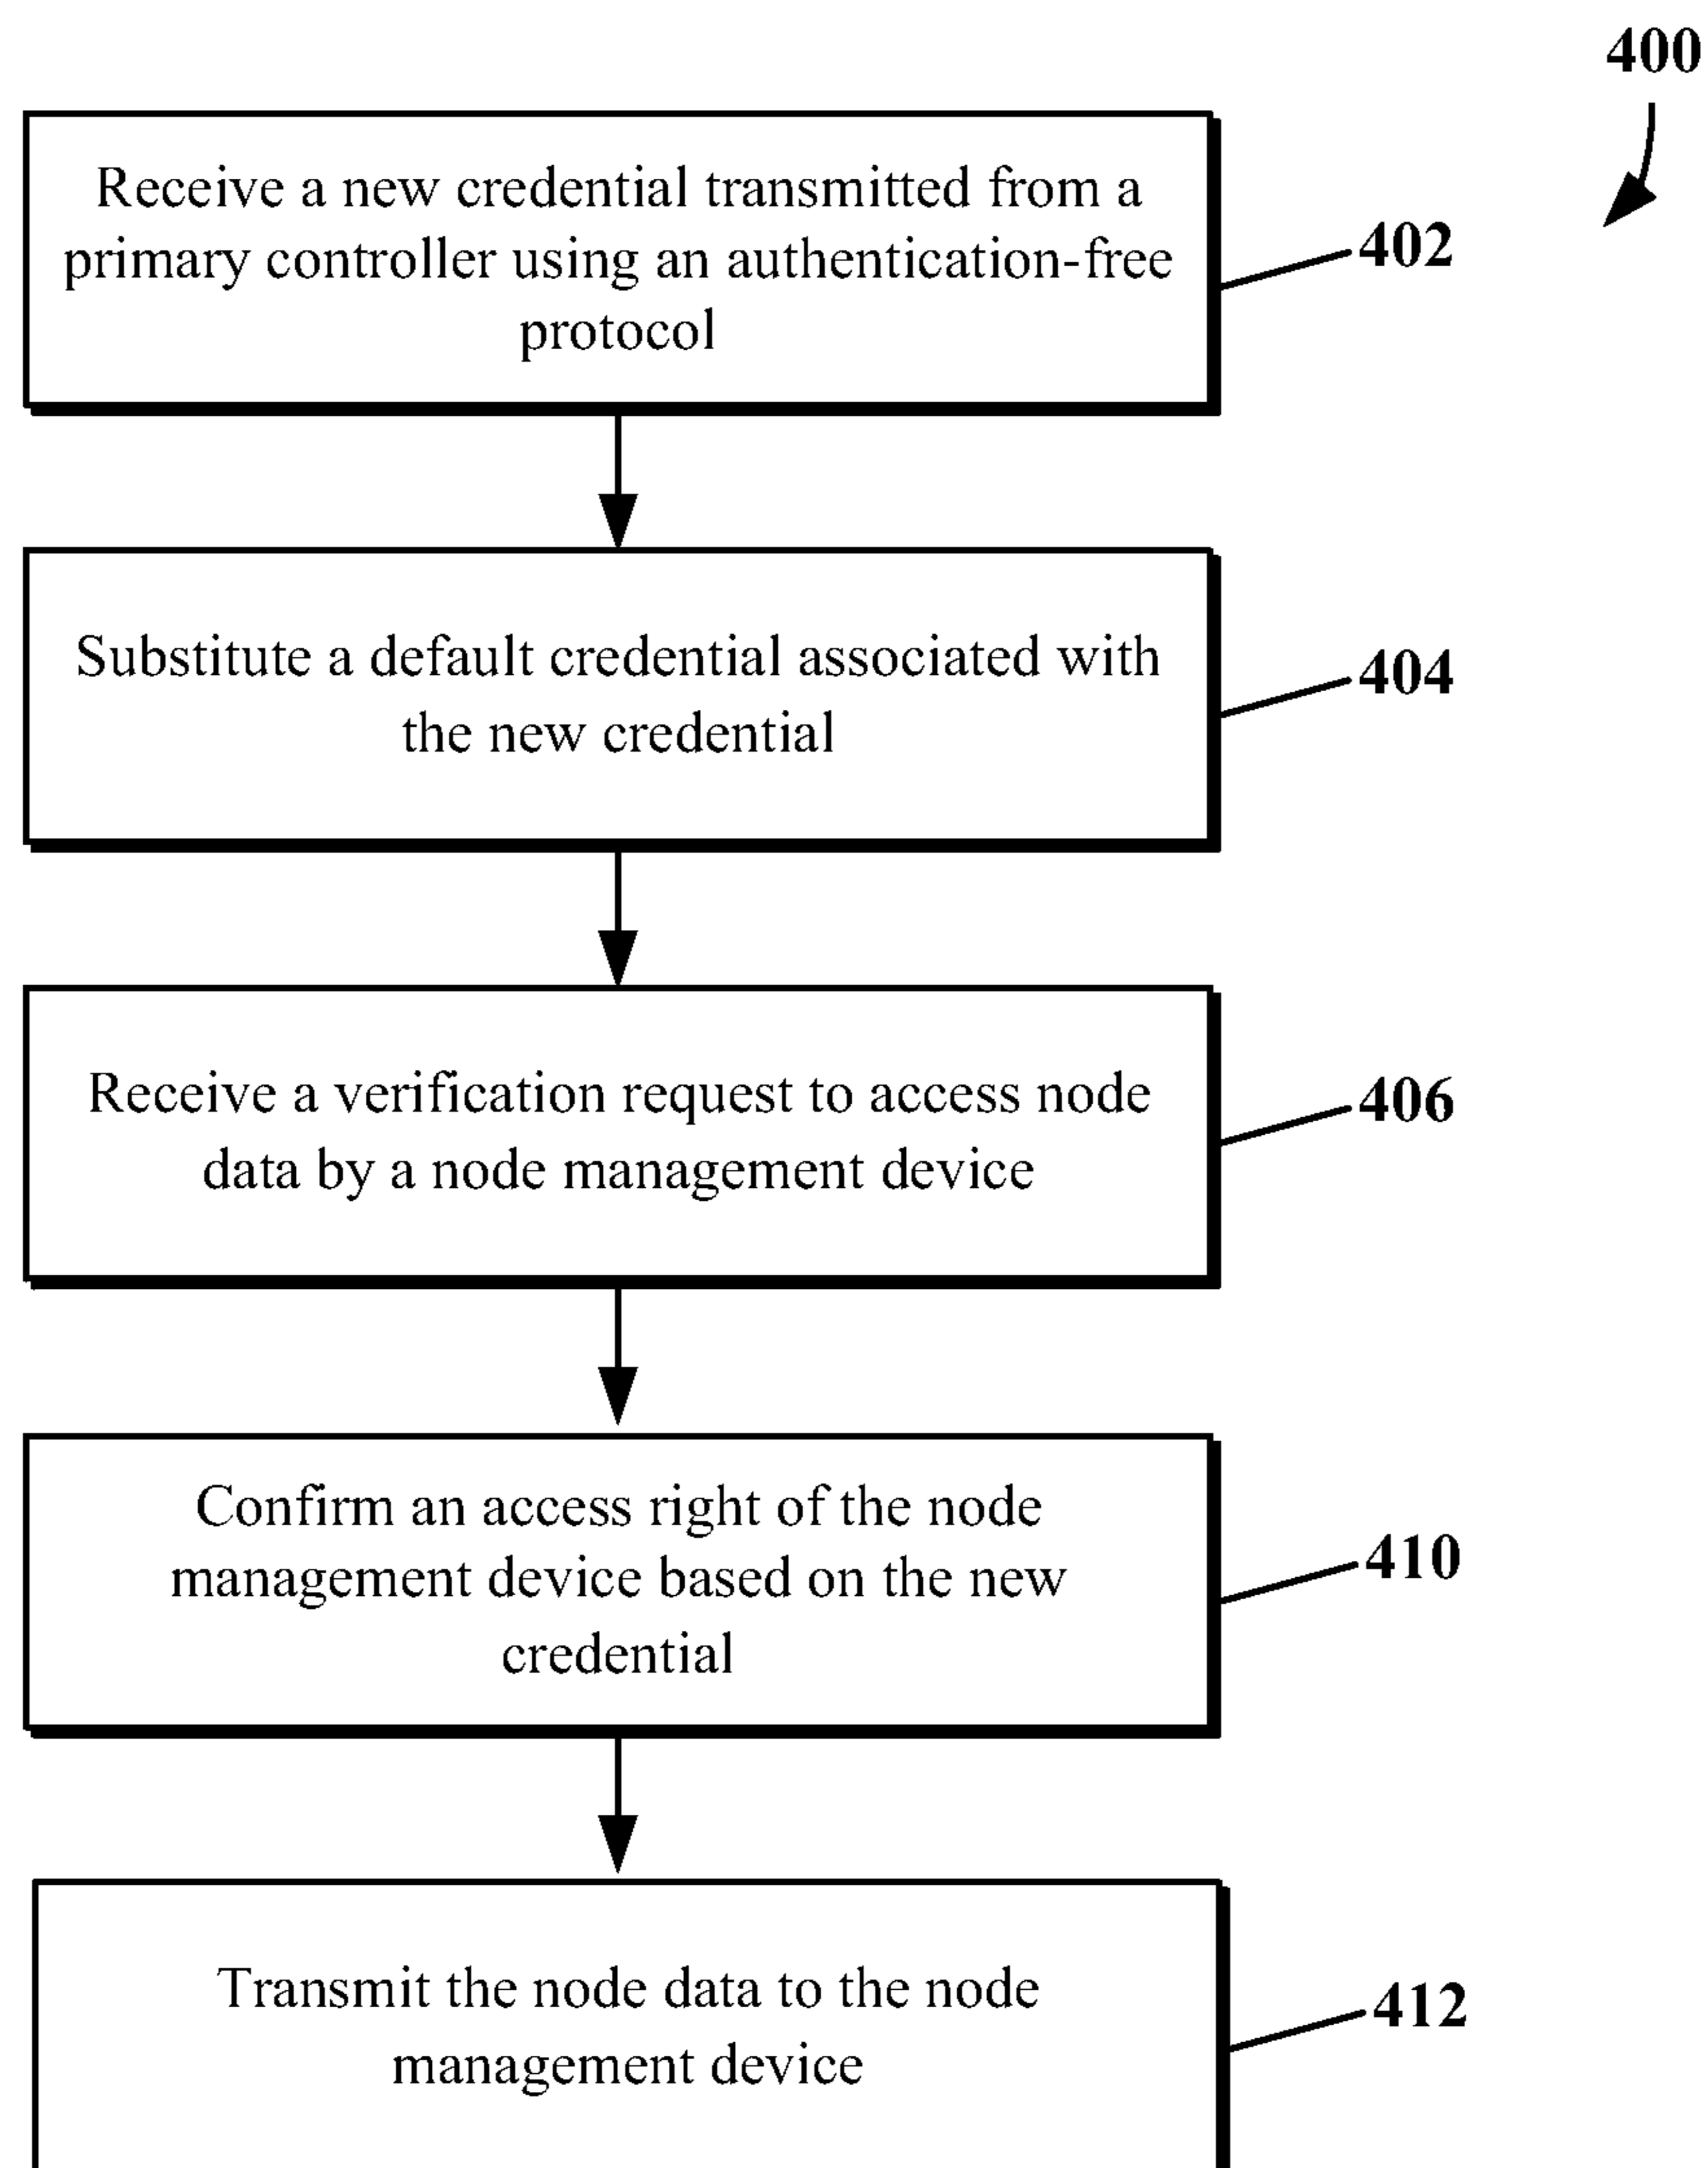 400
Receive a new credential transmitted from a
primary controller using an authentication-free
protocol
402
Substitute a default credential associated with
the new credential
404
Receive a verification request to access node
data by a node management device
406
Confirm an access right of the node
management device based on the new
credential
410
Transmit the node data to the node
management device
412